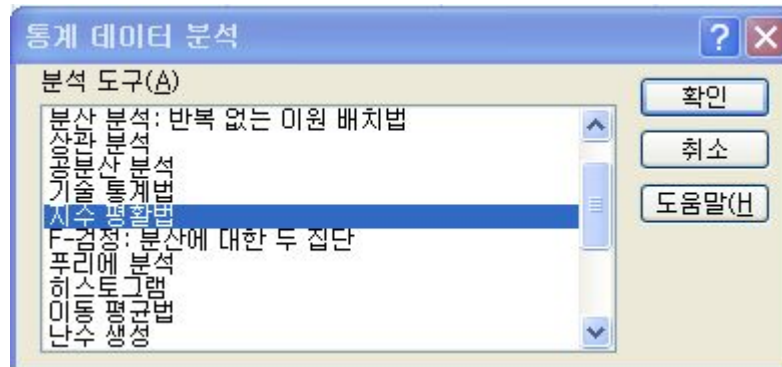 통계 데이터 분석
분석 도구(A)
분산 분석: 반복 없는 이원 배치법
상관 분석
공분산 분석
기술 통계법
지수 평활법
F-검정: 분산에 대한 두 집단
푸리에 분석
히스토그램
이동 평균법
난수 생성
확인
취소
도움말(H